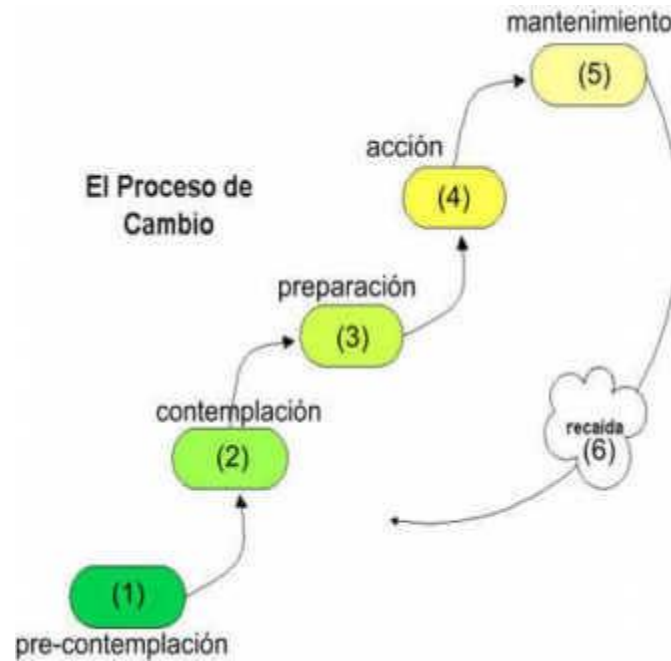 mantenimiento
(5)
acción
(4)
El Proceso de
Cambio
preparación
(3)
contemplación
(2)
recaída
(6)
(1)
pre-contemplación